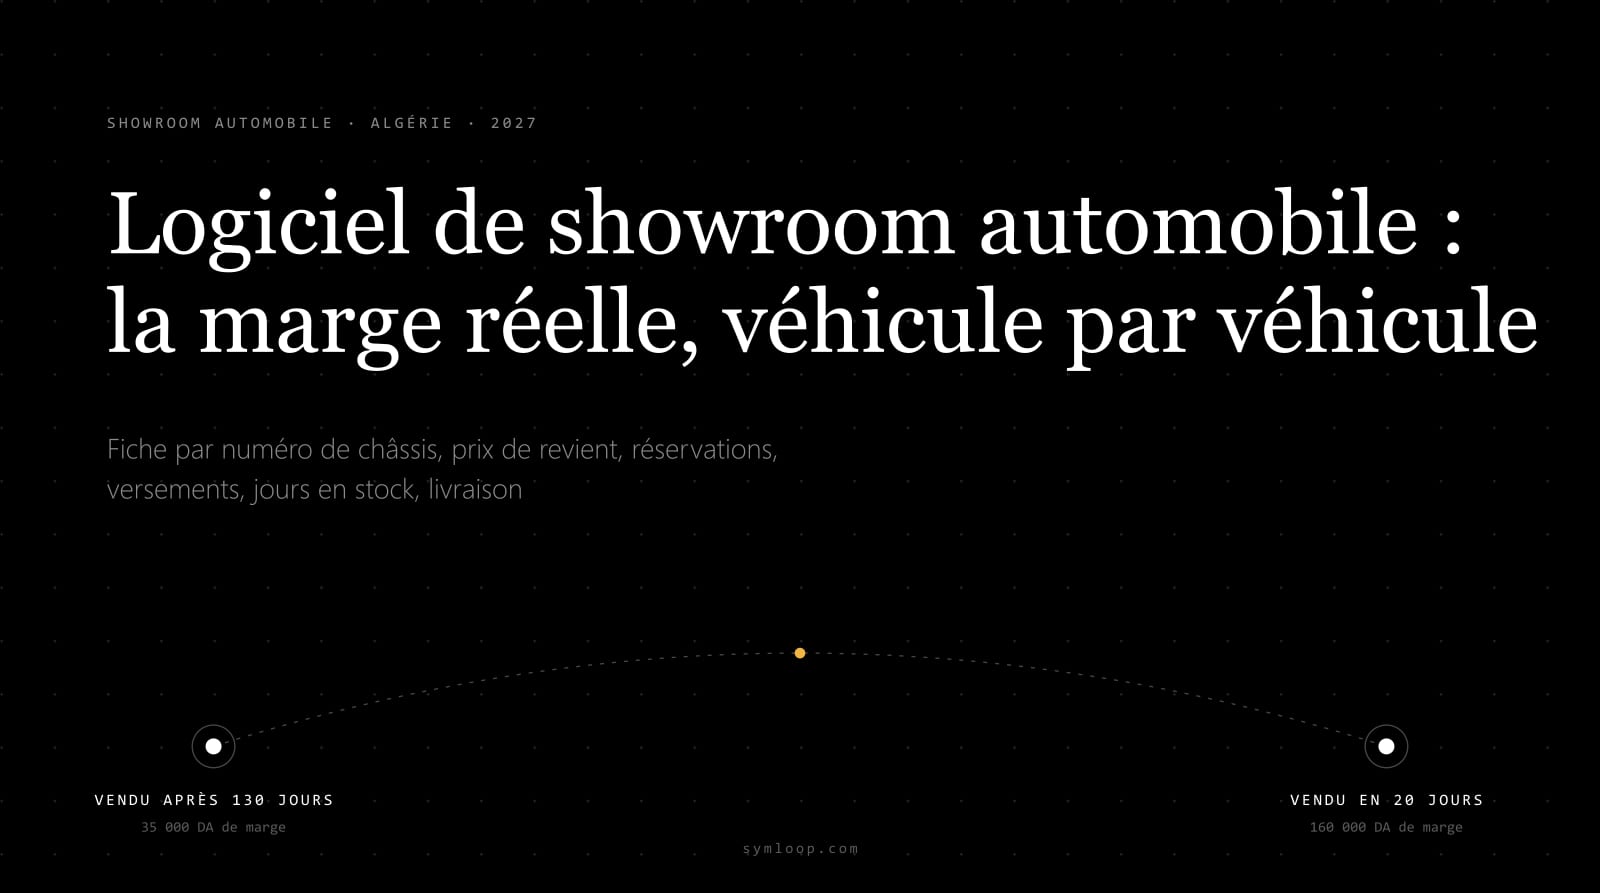 SHOWROOM AUTOMOBILE · ALGÉRIE · 2027
Logiciel de showroom automobile :
la marge réelle, véhicule par véhicule
Fiche par numéro de châssis, prix de revient, réservations,
versements, jours en stock, livraison
VENDU APRÈS 130 JOURS
35 000 DA de marge
VENDU EN 20 JOURS
160 000 DA de marge
symloop.com